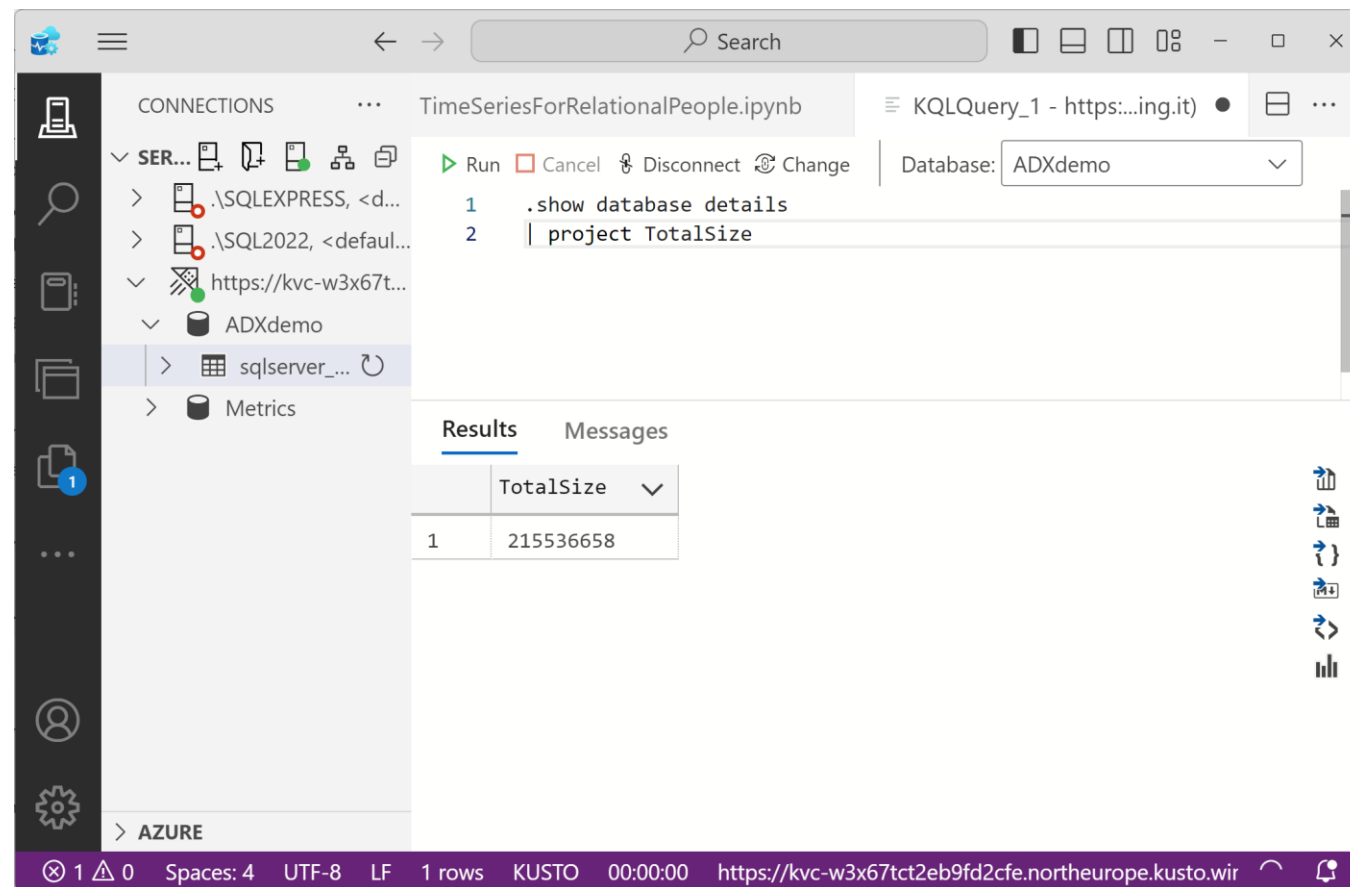 Search
CONNECTIONS ...
TimeSeriesForRelationalPeople.ipynb
KQLQuery_1 - https:...ing.it)
SER...
Run Cancel Disconnect Change Database: ADXdemo
.\SQLEXPRESS, <d...
.\SQL2022, <defaul...
https://kvc-w3x67t...
ADXdemo
sqlserver_...
Metrics
1 .show database details
2 | project TotalSize
Results Messages
TotalSize
1 215536658
1
M
AZURE
1 0 Spaces: 4 UTF-8 LF 1 rows KUSTO 00:00:00 https://kvc-w3x67tct2eb9fd2cfe.northeurope.kusto.wir